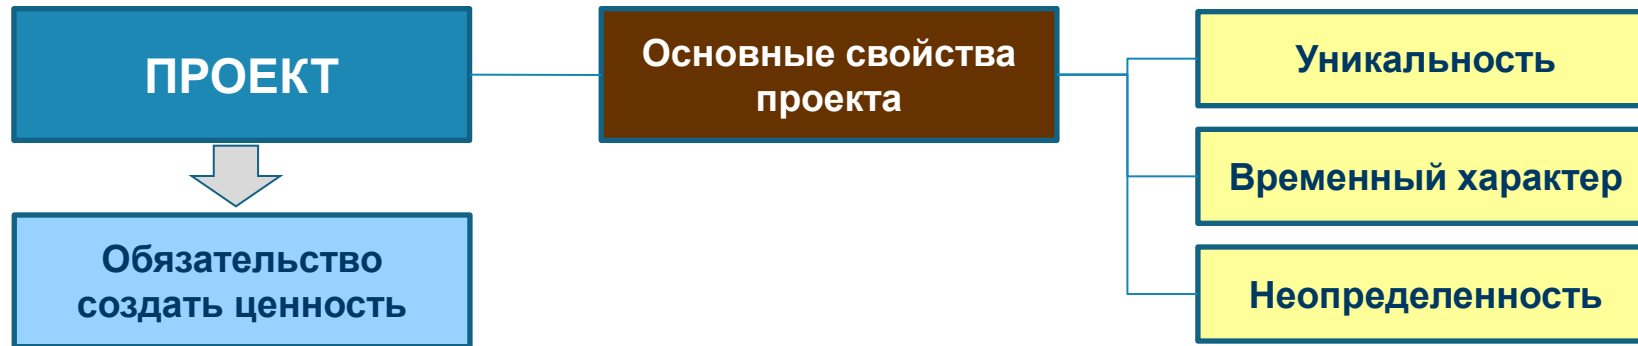 ПРОЕКТ
Основные свойства
проекта
Уникальность
Временный характер
Неопределенность
Обязательство
создать ценность